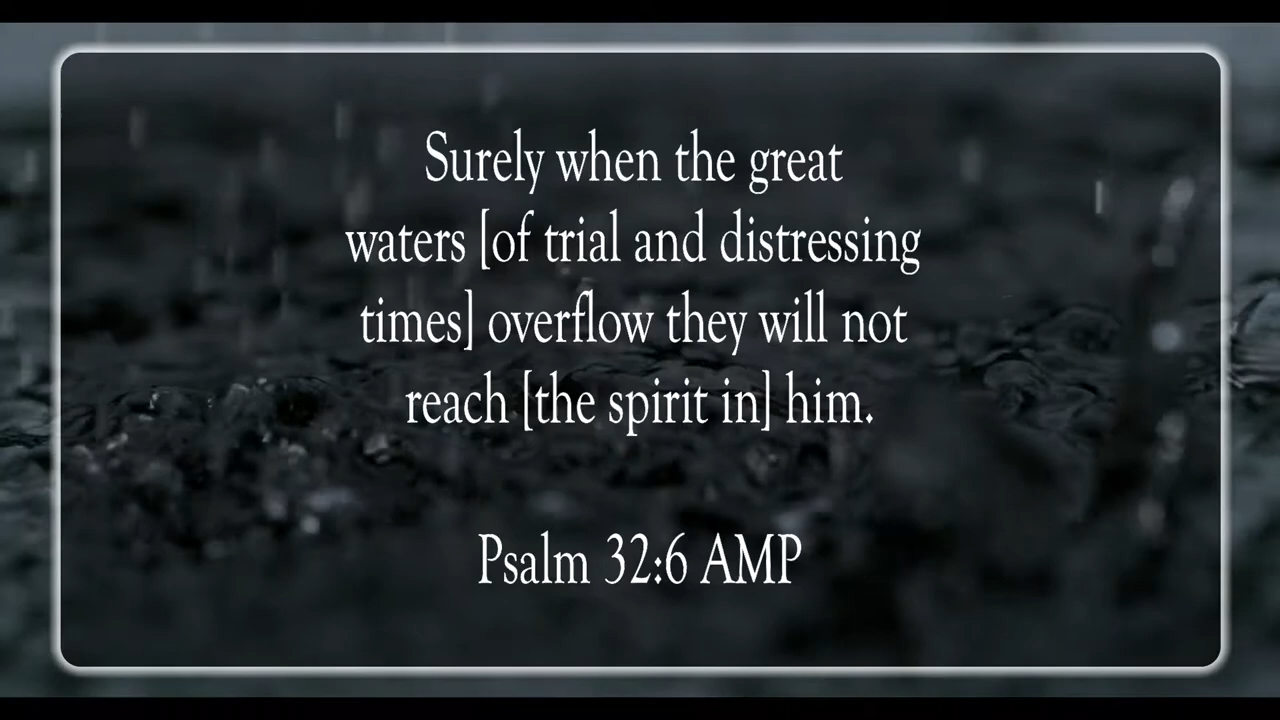 Surely when the great
waters [of trial and distressing
times] overflow they will not
reach [the spirit in] him.
Psalm 32:6 AMP